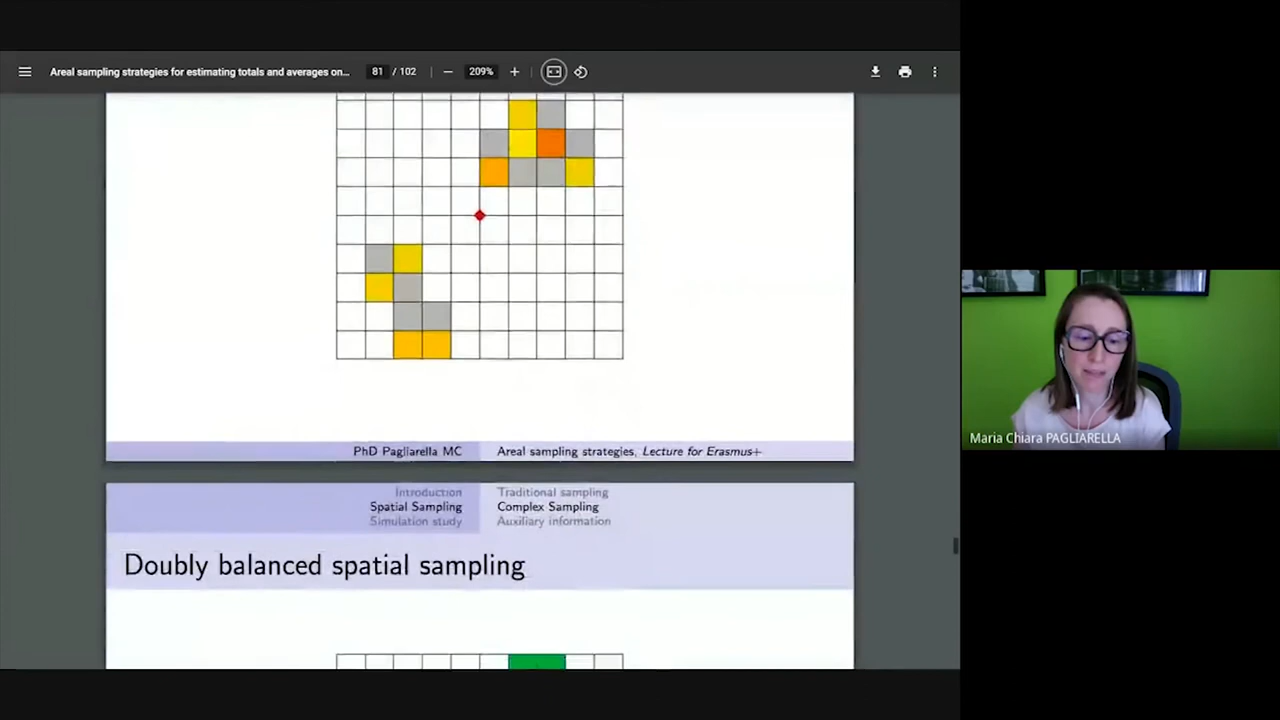 Areal sampling strategies for estimating totals and averages on...
81 / 102
209%
PhD Pagliarella MC
Areal sampling strategies, Lecture for Erasmus+
Introduction
Spatial Sampling
Simulation study
Traditional sampling
Complex Sampling
Auxiliary information
Doubly balanced spatial sampling
Maria Chiara PAGLIARELLA